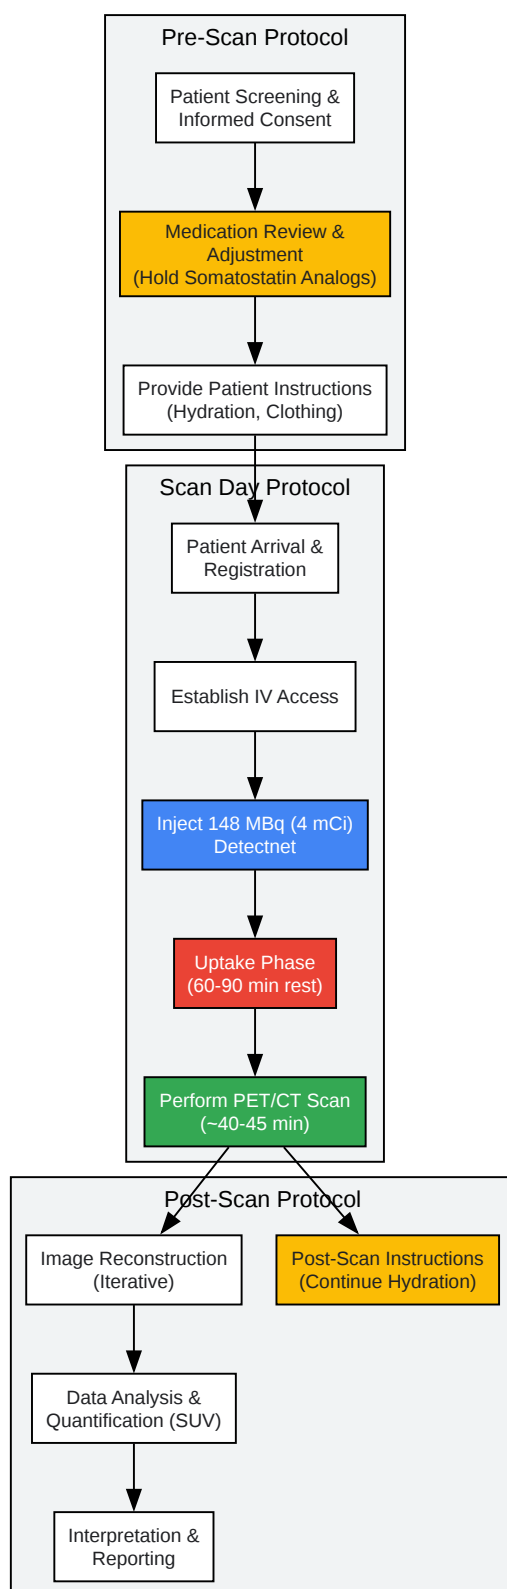 Pre-Scan Protocol
Patient Screening &
Informed Consent
Medication Review &
Adjustment
(Hold Somatostatin Analogs)
Provide Patient Instructions
(Hydration, Clothing)
Scan Day Protocol
Patient Arrival &
Registration
Establish IV Access
Inject 148 MBq (4 mCi)
Detectnet
Uptake Phase
(60-90 min rest)
Perform PET/CT Scan
(~40-45 min)
Post-Scan Protocol
Image Reconstruction
(Iterative)
Post-Scan Instructions
(Continue Hydration)
Data Analysis &
Quantification (SUV)
Interpretation &
Reporting